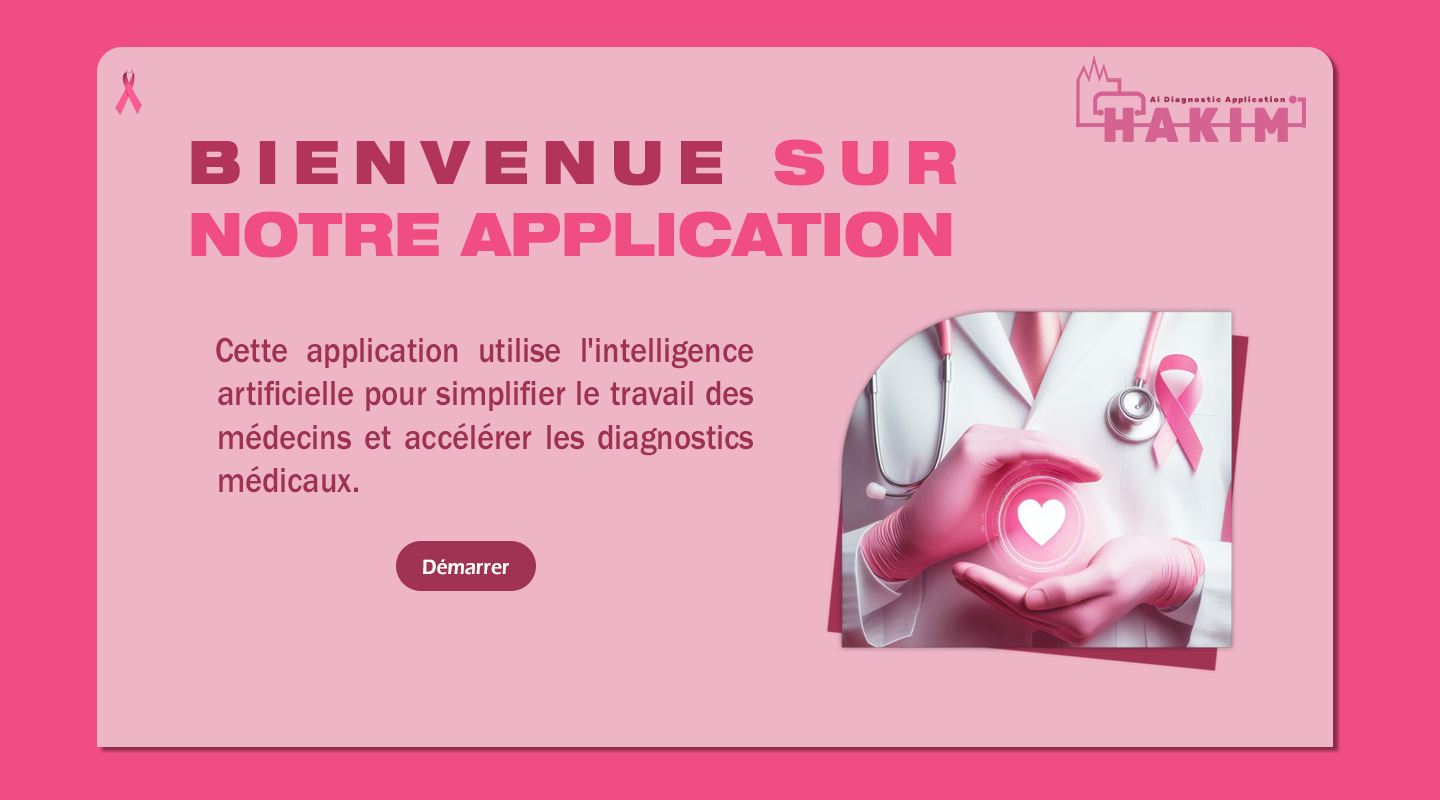 Ai Diagnostic Application
HAKIM
BIENVENUE SUR
NOTRE APPLICATION
Cette application utilise l'intelligence
artificielle pour simplifier le travail des
médecins et accélérer les diagnostics
médicaux.
Démarrer